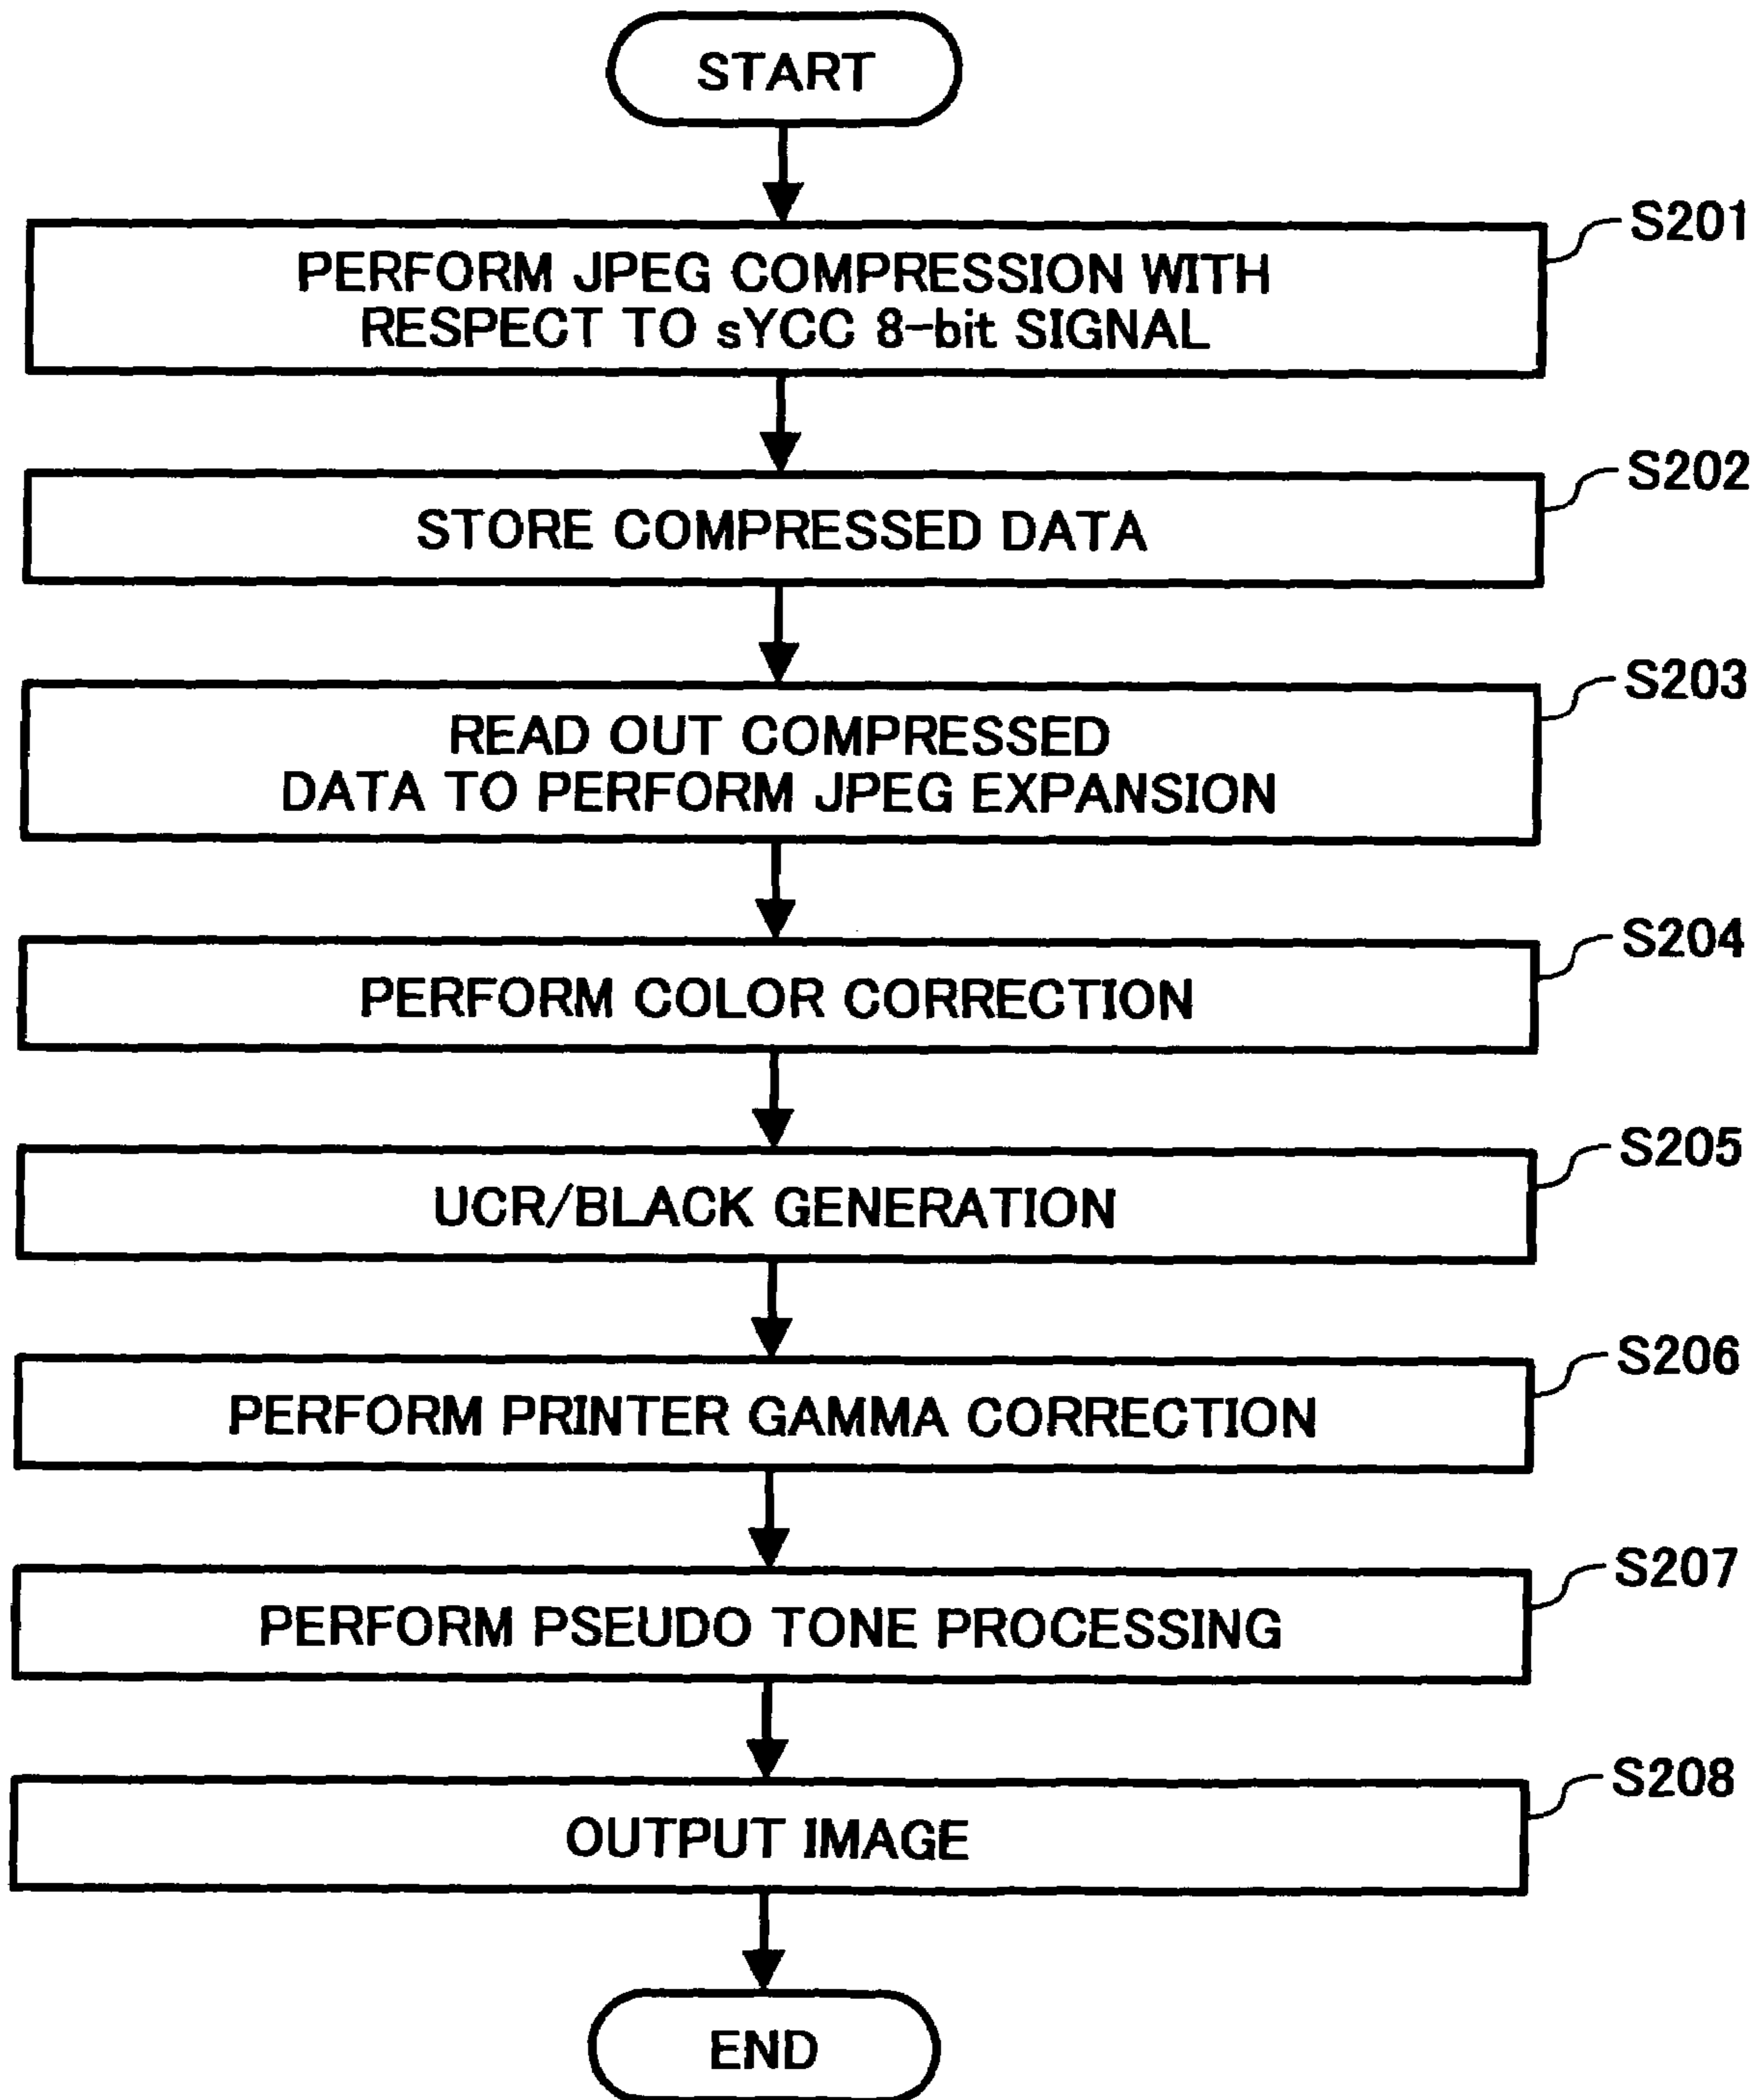 START
S201
PERFORM JPEG COMPRESSION WITH
RESPECT TO sYCC 8-bit SIGNAL
S202
STORE COMPRESSED DATA
S203
READ OUT COMPRESSED
DATA TO PERFORM JPEG EXPANSION
S204
PERFORM COLOR CORRECTION
S205
UCR/BLACK GENERATION
S206
PERFORM PRINTER GAMMA CORRECTION
S207
PERFORM PSEUDO TONE PROCESSING
S208
OUTPUT IMAGE
END